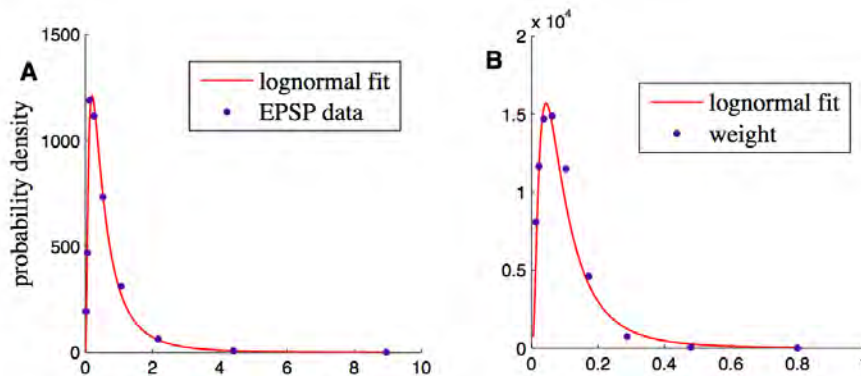 A
probability density
1500
1000
500
0
0 2 4 6 8 10
lognormal fit
EPSP data
B
2 x 10^4
1.5
1
0.5
0
0 0.2 0.4 0.6 0.8
lognormal fit
weight